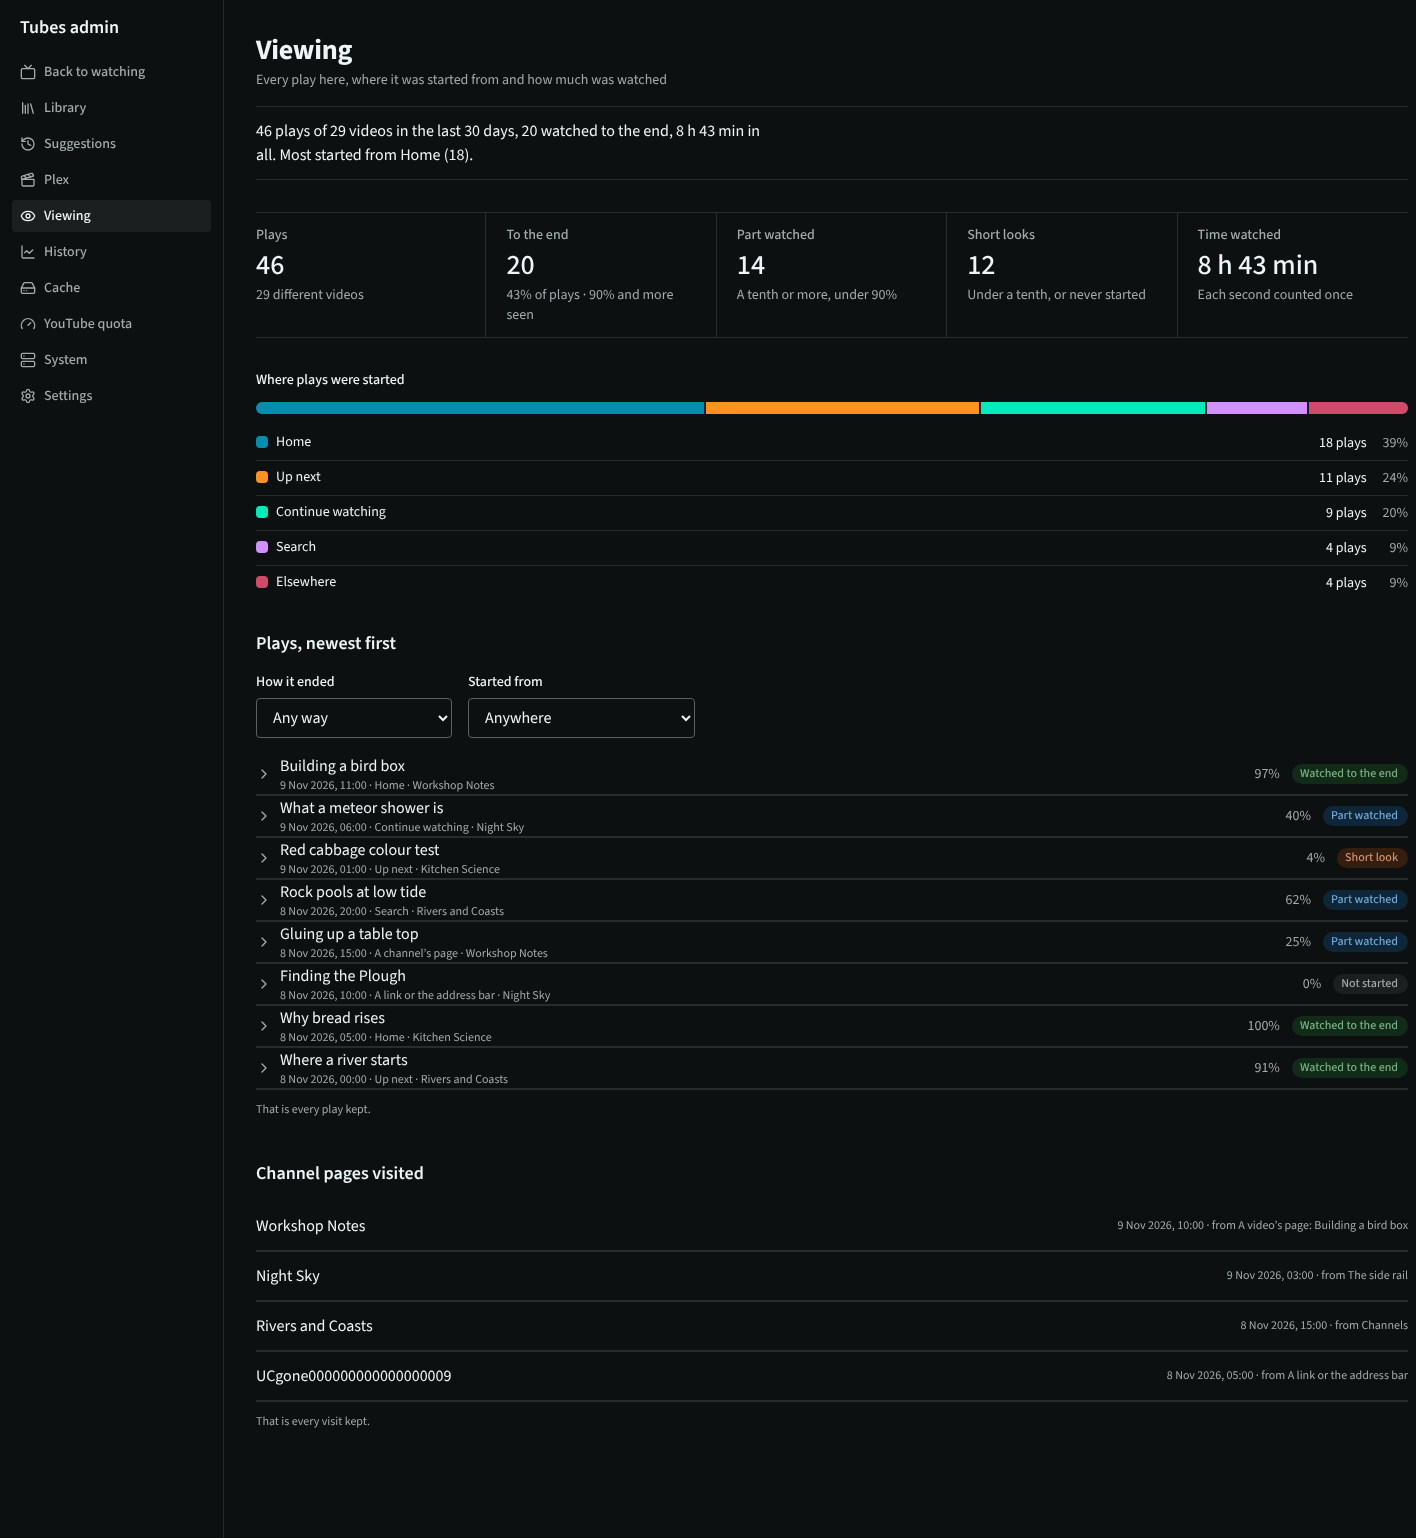 Tubes admin
Back to watching
Library
Suggestions
Plex
Viewing
History
Cache
YouTube quota
System
Settings
Viewing
Every play here, where it was started from and how much was watched
46 plays of 29 videos in the last 30 days, 20 watched to the end, 8 h 43 min in
all. Most started from Home (18).
Plays
46
29 different videos
To the end
20
43% of plays · 90% and more
seen
Part watched
14
A tenth or more, under 90%
Short looks
12
Under a tenth, or never started
Time watched
8 h 43 min
Each second counted once
Where plays were started
Home 18 plays 39%
Up next 11 plays 24%
Continue watching 9 plays 20%
Search 4 plays 9%
Elsewhere 4 plays 9%
Plays, newest first
How it ended
Any way
Started from
Anywhere
Building a bird box
9 Nov 2026, 11:00 · Home · Workshop Notes
97% Watched to the end
What a meteor shower is
9 Nov 2026, 06:00 · Continue watching · Night Sky
40% Part watched
Red cabbage colour test
9 Nov 2026, 01:00 · Up next · Kitchen Science
4% Short look
Rock pools at low tide
8 Nov 2026, 20:00 · Search · Rivers and Coasts
62% Part watched
Gluing up a table top
8 Nov 2026, 15:00 · A channel’s page · Workshop Notes
25% Part watched
Finding the Plough
8 Nov 2026, 10:00 · A link or the address bar · Night Sky
0% Not started
Why bread rises
8 Nov 2026, 05:00 · Home · Kitchen Science
100% Watched to the end
Where a river starts
8 Nov 2026, 00:00 · Up next · Rivers and Coasts
91% Watched to the end
That is every play kept.
Channel pages visited
Workshop Notes
9 Nov 2026, 10:00 · from A video’s page: Building a bird box
Night Sky
9 Nov 2026, 03:00 · from The side rail
Rivers and Coasts
8 Nov 2026, 15:00 · from Channels
UCgone000000000000000009
8 Nov 2026, 05:00 · from A link or the address bar
That is every visit kept.